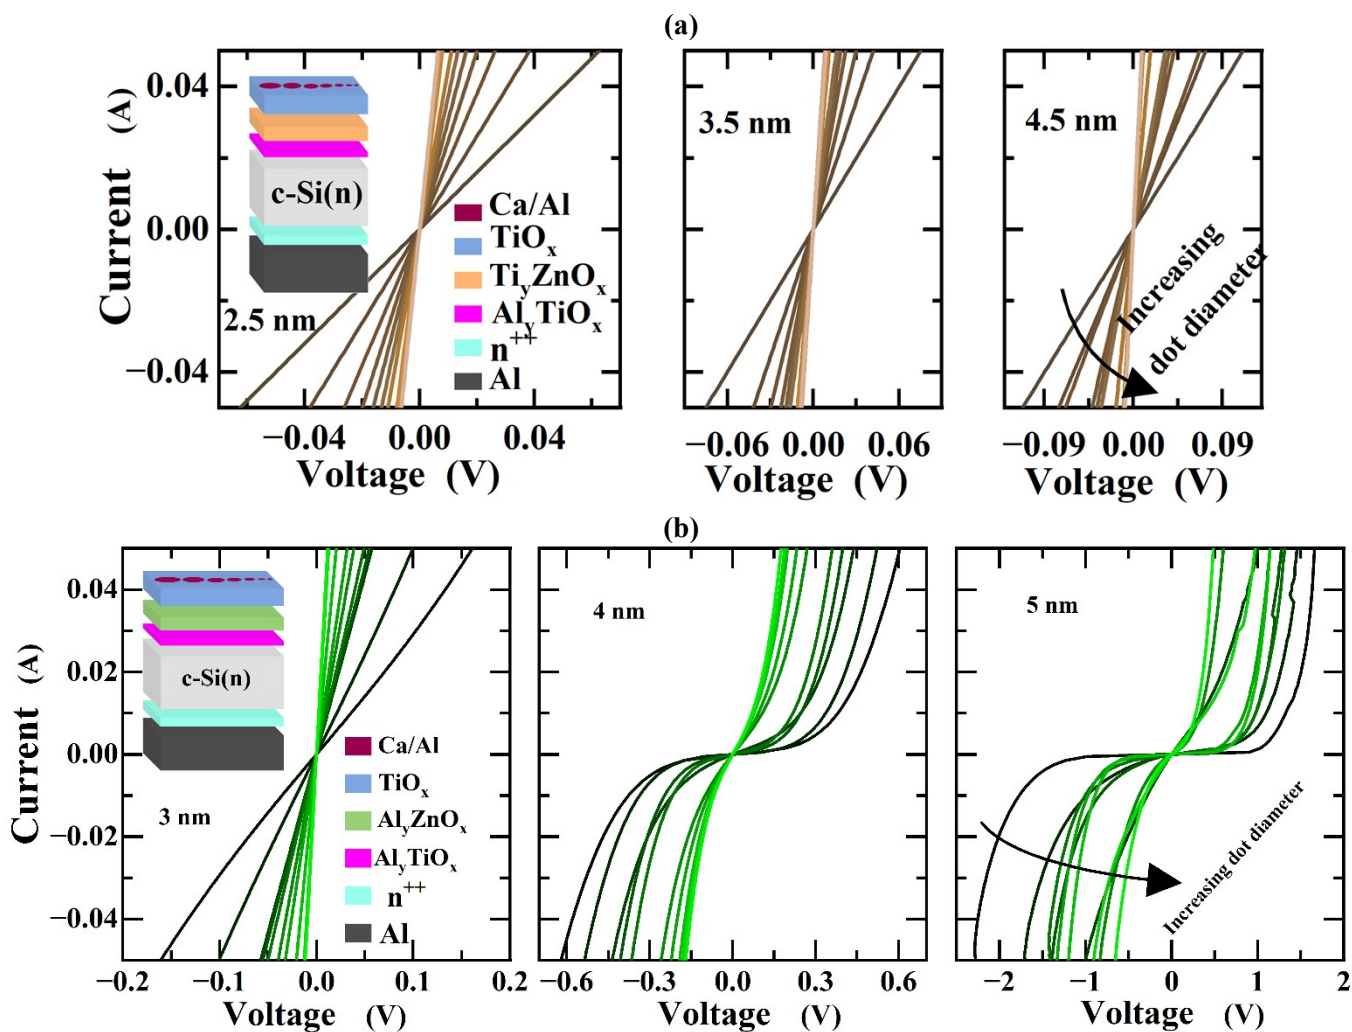 (a)
0.04
0.00
−0.04
Current (A)
c-Si(n)
Ca/Al
TiOₓ
TiᵧZnOₓ
AlᵧTiOₓ
n⁺⁺
Al
2.5 nm
−0.04 0.00 0.04
Voltage (V)
3.5 nm
−0.06 0.00 0.06
Voltage (V)
4.5 nm
Increasing
dot diameter
−0.09 0.00 0.09
Voltage (V)
(b)
0.04
0.02
0.00
−0.02
−0.04
Current (A)
c-Si(n)
Ca/Al
TiOₓ
AlᵧZnOₓ
AlᵧTiOₓ
n⁺⁺
Al
3 nm
−0.2 −0.1 0.0 0.1 0.2
Voltage (V)
4 nm
−0.6 −0.3 0.0 0.3 0.6
Voltage (V)
5 nm
Increasing dot diameter
−2 −1 0 1 2
Voltage (V)